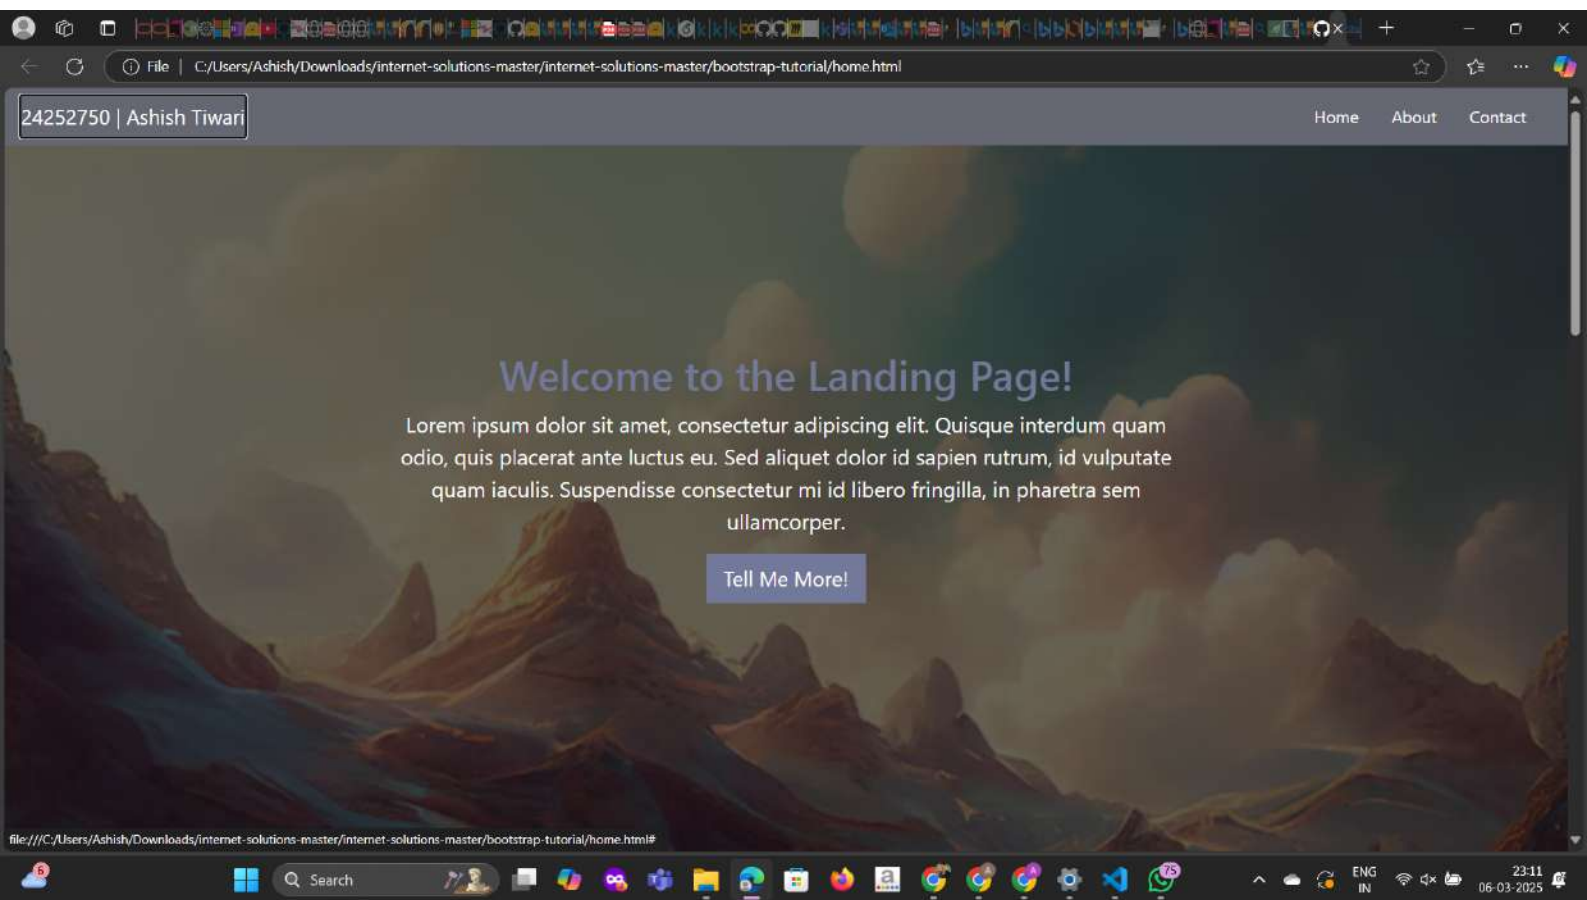 File | C:/Users/Ashish/Downloads/internet-solutions-master/internet-solutions-master/bootstrap-tutorial/home.html
24252750 | Ashish Tiwari
Home About Contact
Welcome to the Landing Page!
Lorem ipsum dolor sit amet, consectetur adipiscing elit. Quisque interdum quam
odio, quis placerat ante luctus eu. Sed aliquet dolor id sapien rutrum, id vulputate
quam iaculis. Suspendisse consectetur mi id libero fringilla, in pharetra sem
ullamcorper.
Tell Me More!
file:///C:/Users/Ashish/Downloads/internet-solutions-master/internet-solutions-master/bootstrap-tutorial/home.html#
6
Search
a
75
ENG
IN
23:11
06-03-2025